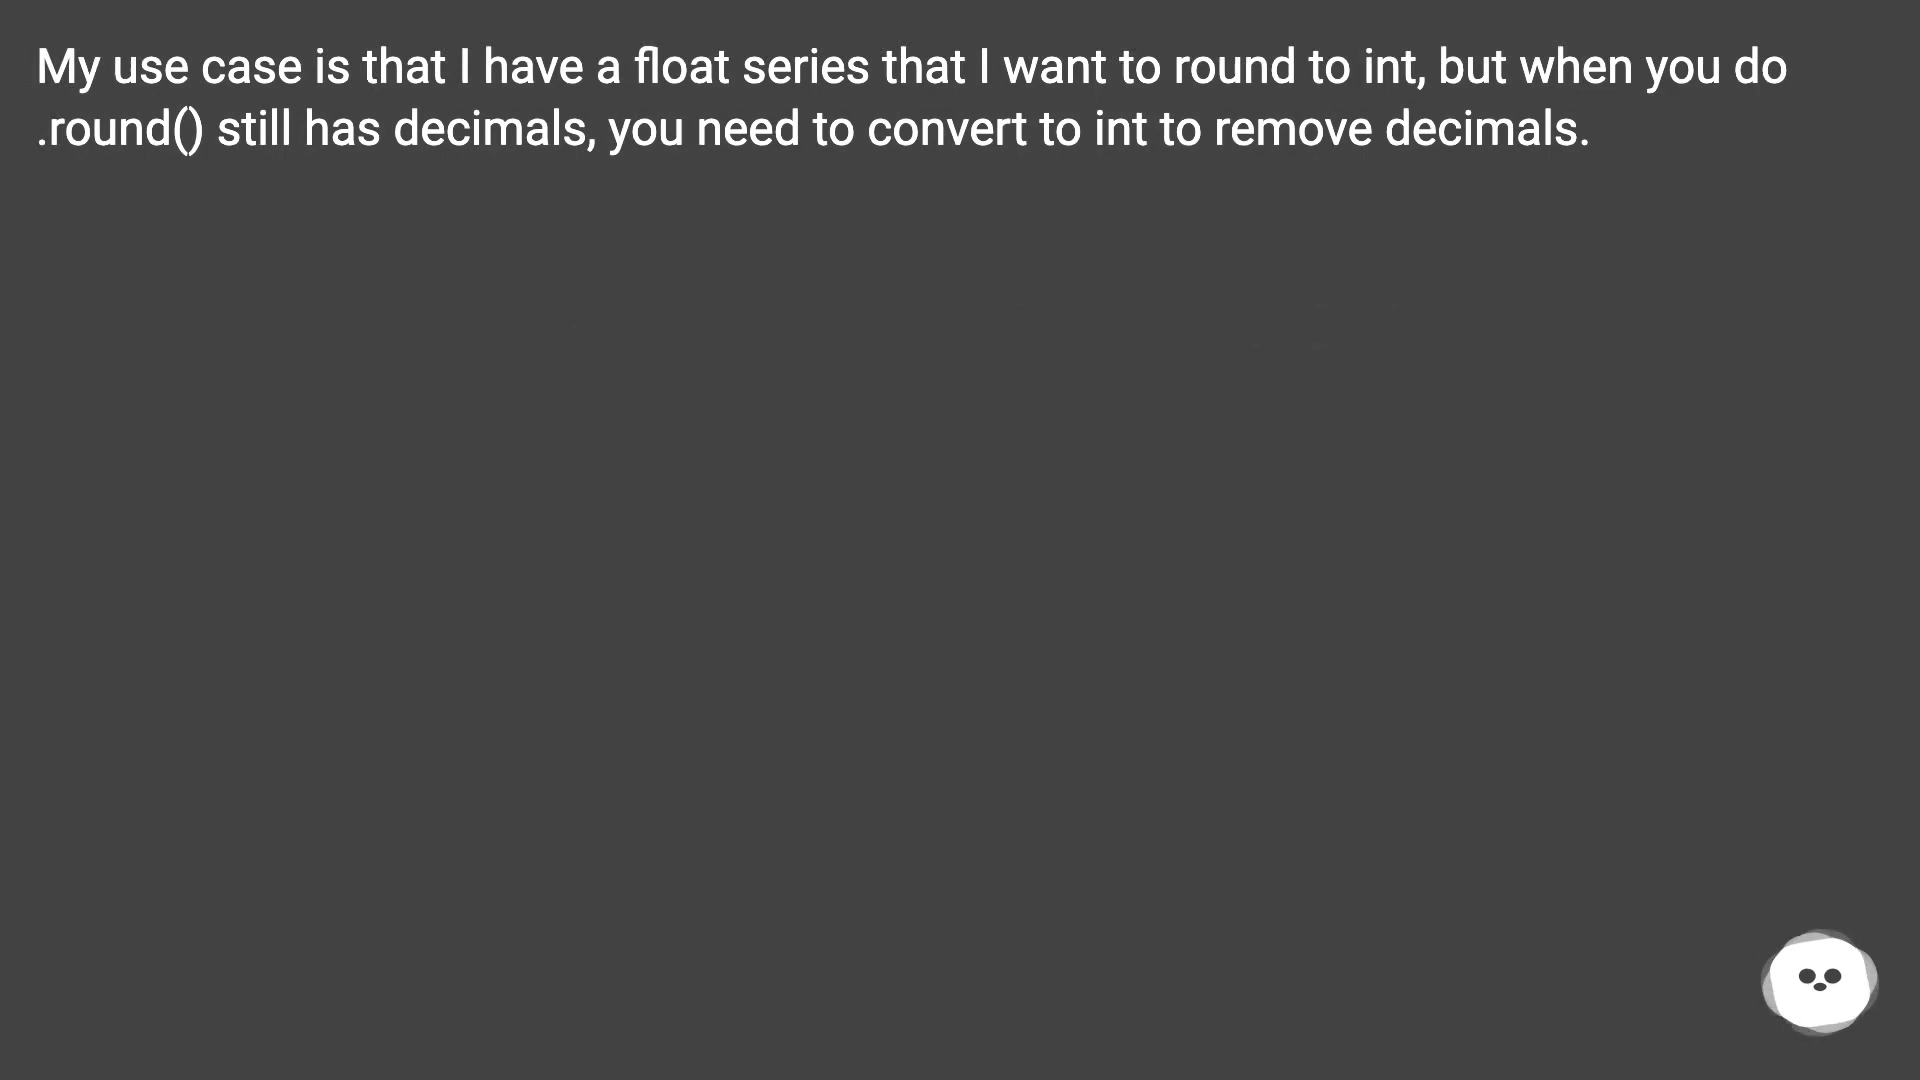 My use case is that I have a float series that I want to round to int, but when you do
.round() still has decimals, you need to convert to int to remove decimals.